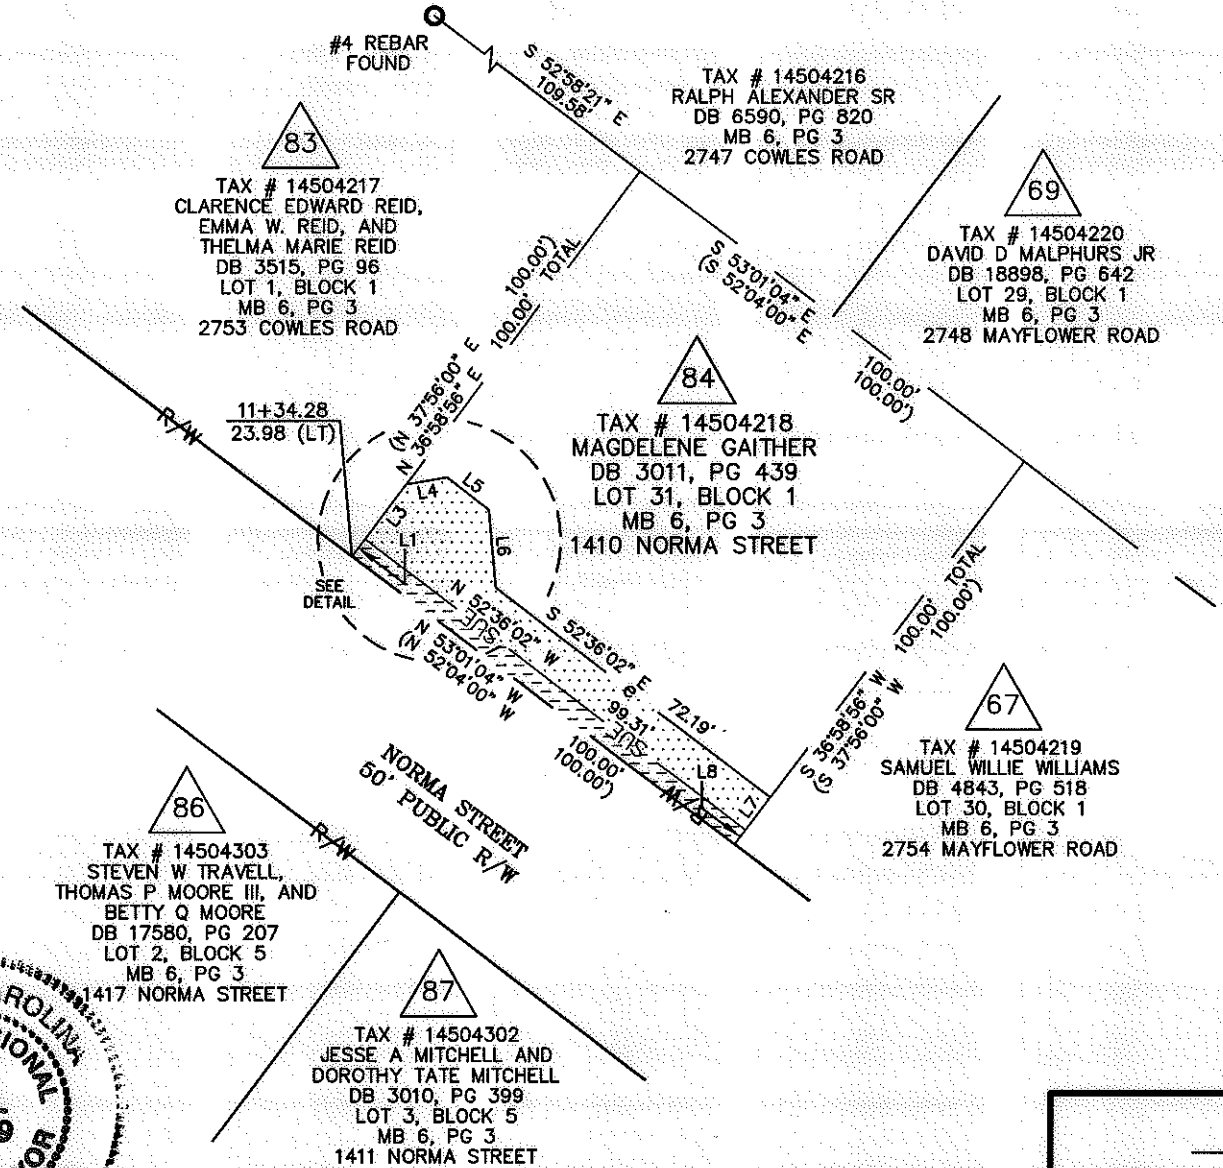 #4 REBAR
FOUND
S 52°58'21" E
109.58'
TAX # 14504216
RALPH ALEXANDER SR
DB 6590, PG 820
MB 6, PG 3
2747 COWLES ROAD
83
TAX # 14504217
CLARENCE EDWARD REID,
EMMA W. REID, AND
THELMA MARIE REID
DB 3515, PG 96
LOT 1, BLOCK 1
MB 6, PG 3
2753 COWLES ROAD
69
TAX # 14504220
DAVID D MALPHURS JR
DB 18898, PG 642
LOT 29, BLOCK 1
MB 6, PG 3
2748 MAYFLOWER ROAD
S 53°01'04" E
(S 52°04'00" E
100.00'
100.00')
(N 37°56'00" E 100.00')
N 36°58'56" E 100.00' TOTAL
84
TAX # 14504218
MAGDELENE GAITHER
DB 3011, PG 439
LOT 31, BLOCK 1
MB 6, PG 3
1410 NORMA STREET
R/W
11+34.28
23.98 (LT)
L4
L5
L3
L1
L6
SEE
DETAIL
N 52°36'02" W
99.31'
SUE
SUE
N 53°01'04" W
(N 52°04'00" W
100.00'
100.00')
S 52°36'02" E
72.19'
e
L8
L7
R/W
S 36°58'56" W 100.00' TOTAL
(S 37°56'00" W 100.00')
67
TAX # 14504219
SAMUEL WILLIE WILLIAMS
DB 4843, PG 518
LOT 30, BLOCK 1
MB 6, PG 3
2754 MAYFLOWER ROAD
NORMA STREET
50' PUBLIC R/W
R/W
86
TAX # 14504303
STEVEN W TRAVELL,
THOMAS P MOORE III, AND
BETTY Q MOORE
DB 17580, PG 207
LOT 2, BLOCK 5
MB 6, PG 3
1417 NORMA STREET
87
TAX # 14504302
JESSE A MITCHELL AND
DOROTHY TATE MITCHELL
DB 3010, PG 399
LOT 3, BLOCK 5
MB 6, PG 3
1411 NORMA STREET
ROLINA
IONAL
9
OR